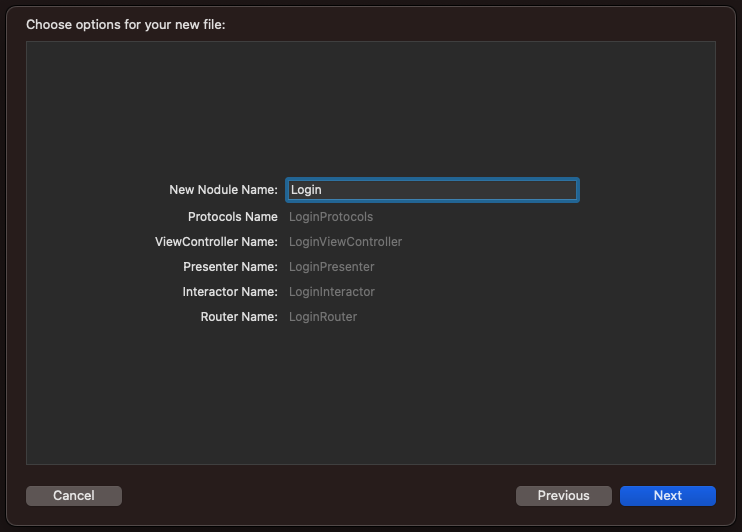 Choose options for your new file:
New Nodule Name: Login
Protocols Name LoginProtocols
ViewController Name: LoginViewController
Presenter Name: LoginPresenter
Interactor Name: LoginInteractor
Router Name: LoginRouter
Cancel Previous Next